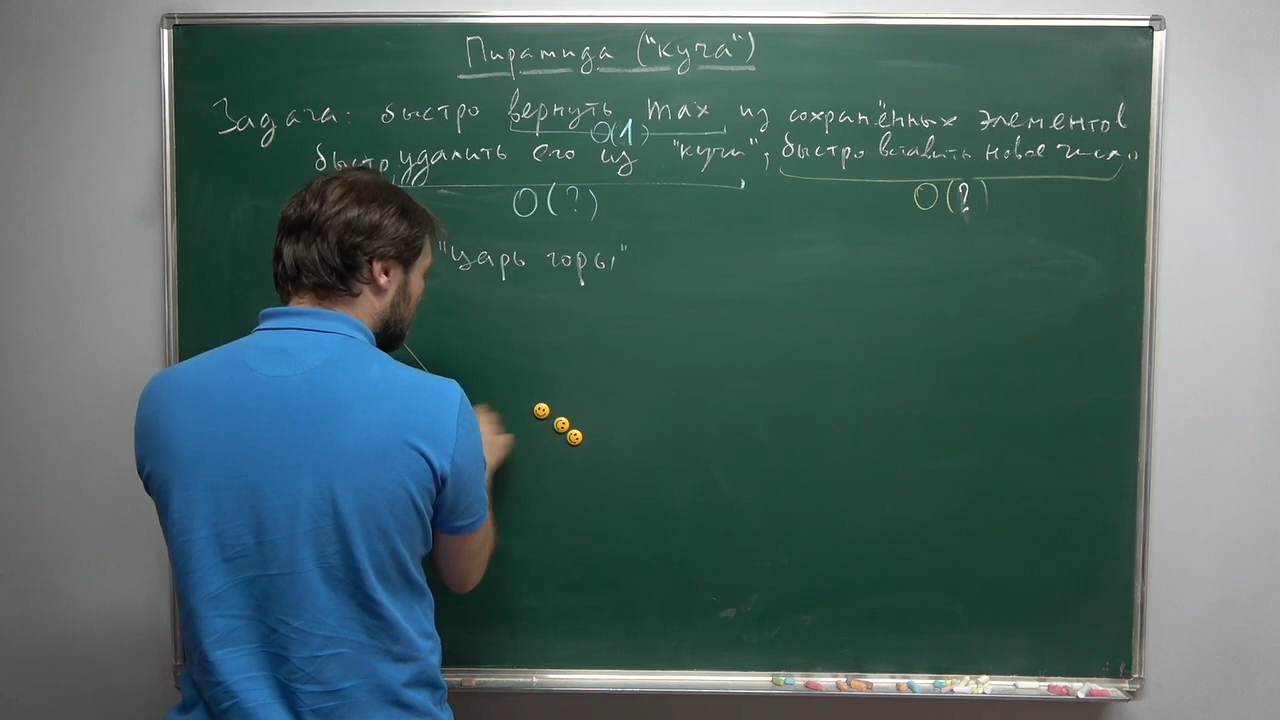 Пирамида ("куча")
Задача: быстро вернуть max из сохранённых элементов
O(1)
быстро удалить его из "кучи", быстро вставить новое число
O(?) O(?)
"царь горы"